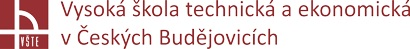 Vysoká škola technická a ekonomická
v Českých Budějovicích
VŠTE